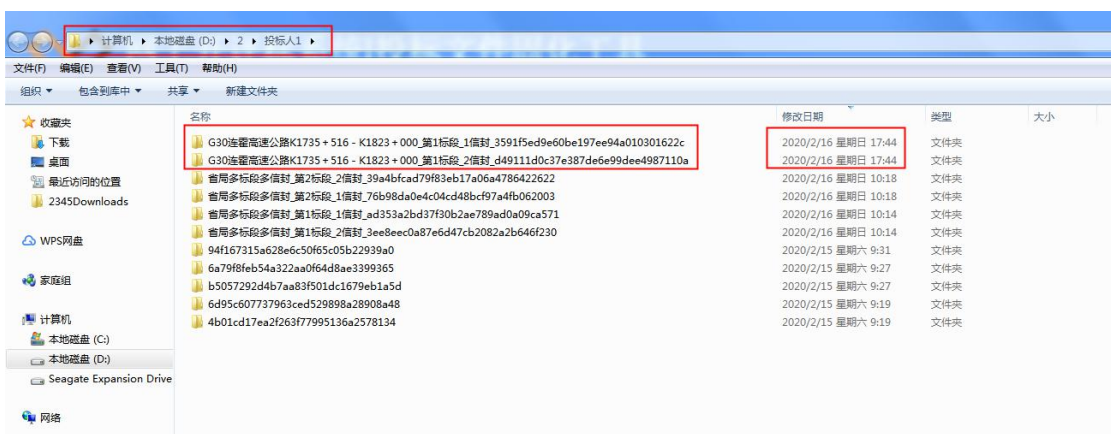 计算机 ▸ 本地磁盘 (D:) ▸ 2 ▸ 投标人1 ▸
文件(F) 编辑(E) 查看(V) 工具(T) 帮助(H)
组织 包含到库中 共享 新建文件夹
收藏夹
下载
桌面
最近访问的位置
2345Downloads
WPS网盘
家庭组
计算机
本地磁盘 (C:)
本地磁盘 (D:)
Seagate Expansion Drive
网络
名称 修改日期 类型 大小
G30连霍高速公路K1735+516-K1823+000_第1标段_1信封_3591f5ed9e60be197ee94a010301622c 2020/2/16 星期日 17:44 文件夹
G30连霍高速公路K1735+516-K1823+000_第1标段_2信封_d49111d0c37e387de6e99dee4987110a 2020/2/16 星期日 17:44 文件夹
省局多标段多信封_第2标段_2信封_39a4bfcad79f83eb17a06a4786422622 2020/2/16 星期日 10:18 文件夹
省局多标段多信封_第2标段_1信封_76b98da0e4c04cd48bcf97a4fb062003 2020/2/16 星期日 10:18 文件夹
省局多标段多信封_第1标段_1信封_ad353a2bd37f30b2ae789ad0a09ca571 2020/2/16 星期日 10:14 文件夹
省局多标段多信封_第1标段_2信封_3ee8eec0a87e6d47cb2082a2b646f230 2020/2/16 星期日 10:14 文件夹
94f167315a628e6c50f65c05b22939a0 2020/2/15 星期六 9:31 文件夹
6a79f8feb54a322aa0f64d8ae3399365 2020/2/15 星期六 9:27 文件夹
b5057292d4b7aa83f501dc1679eb1a5d 2020/2/15 星期六 9:27 文件夹
6d95c607737963ced529898a28908a48 2020/2/15 星期六 9:19 文件夹
4b01cd17ea2f263f77995136a2578134 2020/2/15 星期六 9:19 文件夹